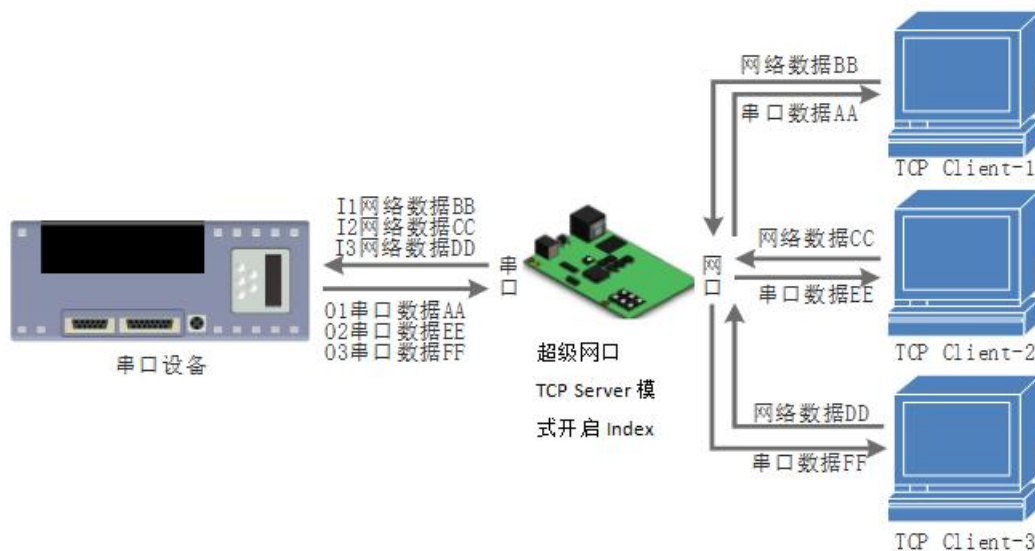 网络数据BB
串口数据AA
TCP Client-1
I1网络数据BB
I2网络数据CC
I3网络数据DD
串口
网口
网络数据CC
串口数据EE
O1串口数据AA
O2串口数据EE
O3串口数据FF
串口设备
超级网口
TCP Server 模
式开启 Index
TCP Client-2
网络数据DD
串口数据FF
TCP Client-3